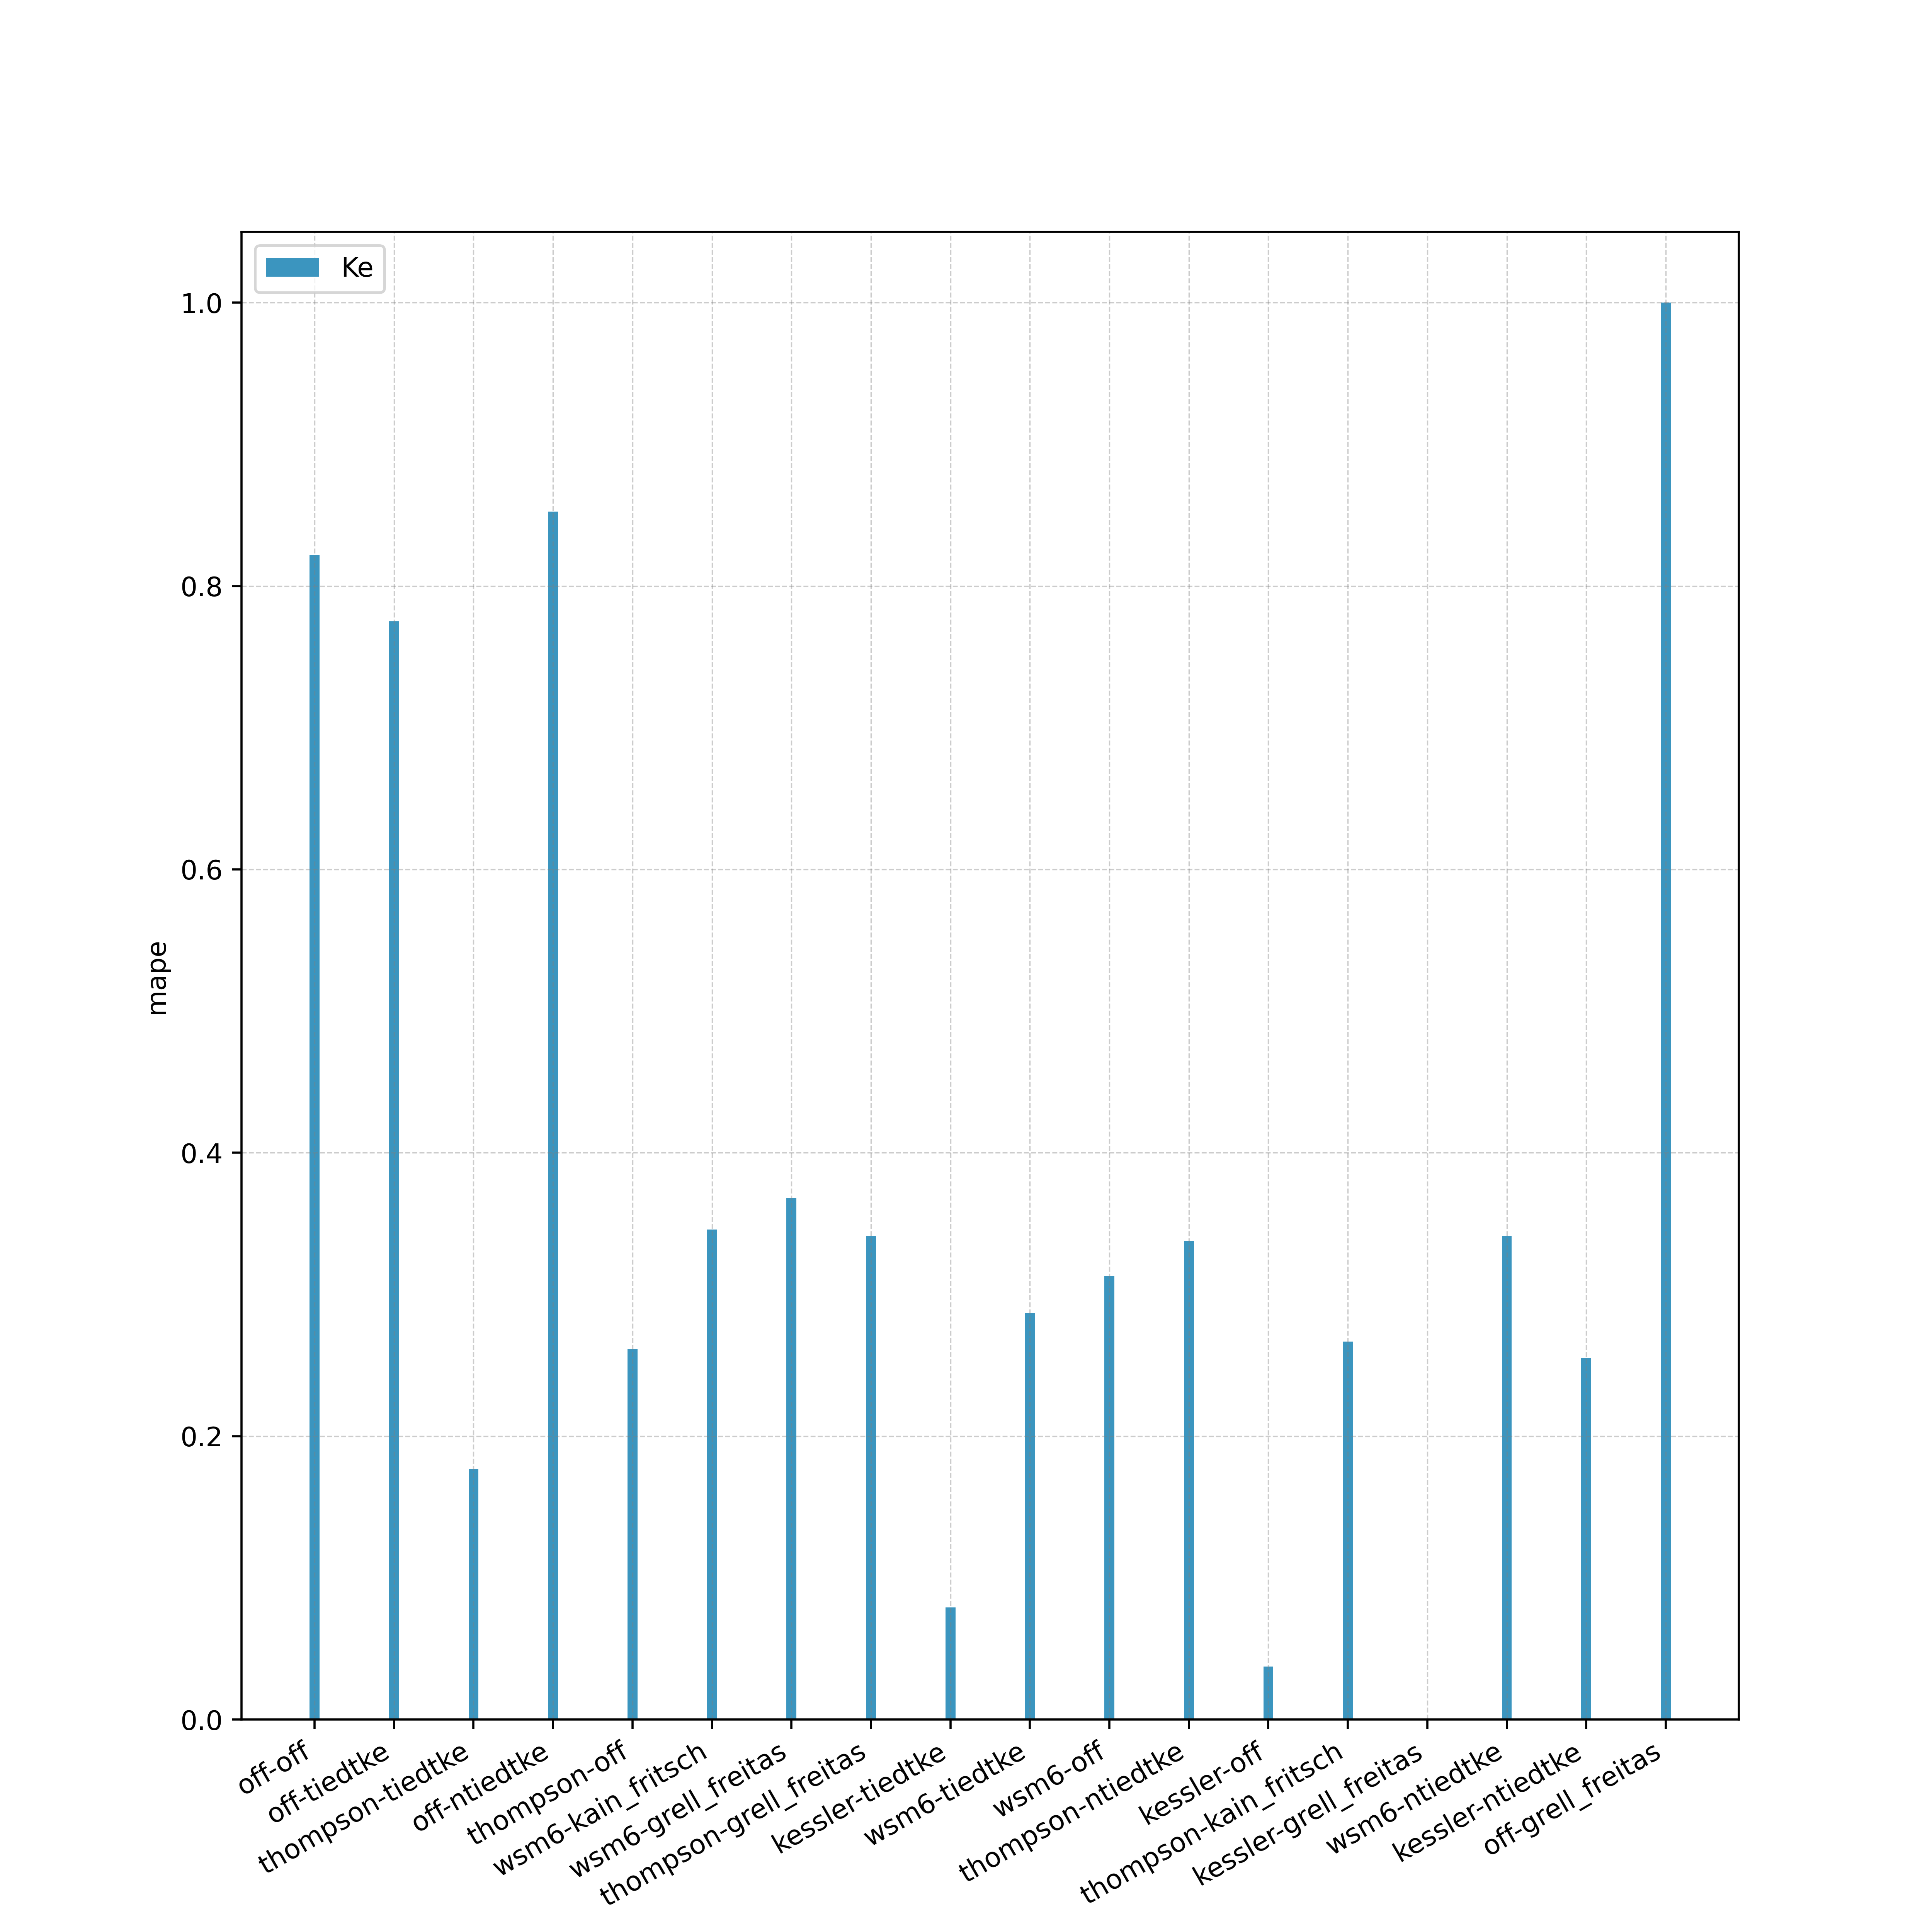 Ke
1.0
0.8
0.6
0.4
0.2
0.0
mape
off-off
off-tiedtke
thompson-tiedtke
off-ntiedtke
thompson-off
wsm6-kain_fritsch
wsm6-grell_freitas
thompson-grell_freitas
kessler-tiedtke
wsm6-tiedtke
wsm6-off
thompson-ntiedtke
kessler-off
thompson-kain_fritsch
kessler-grell_freitas
wsm6-ntiedtke
kessler-ntiedtke
off-grell_freitas